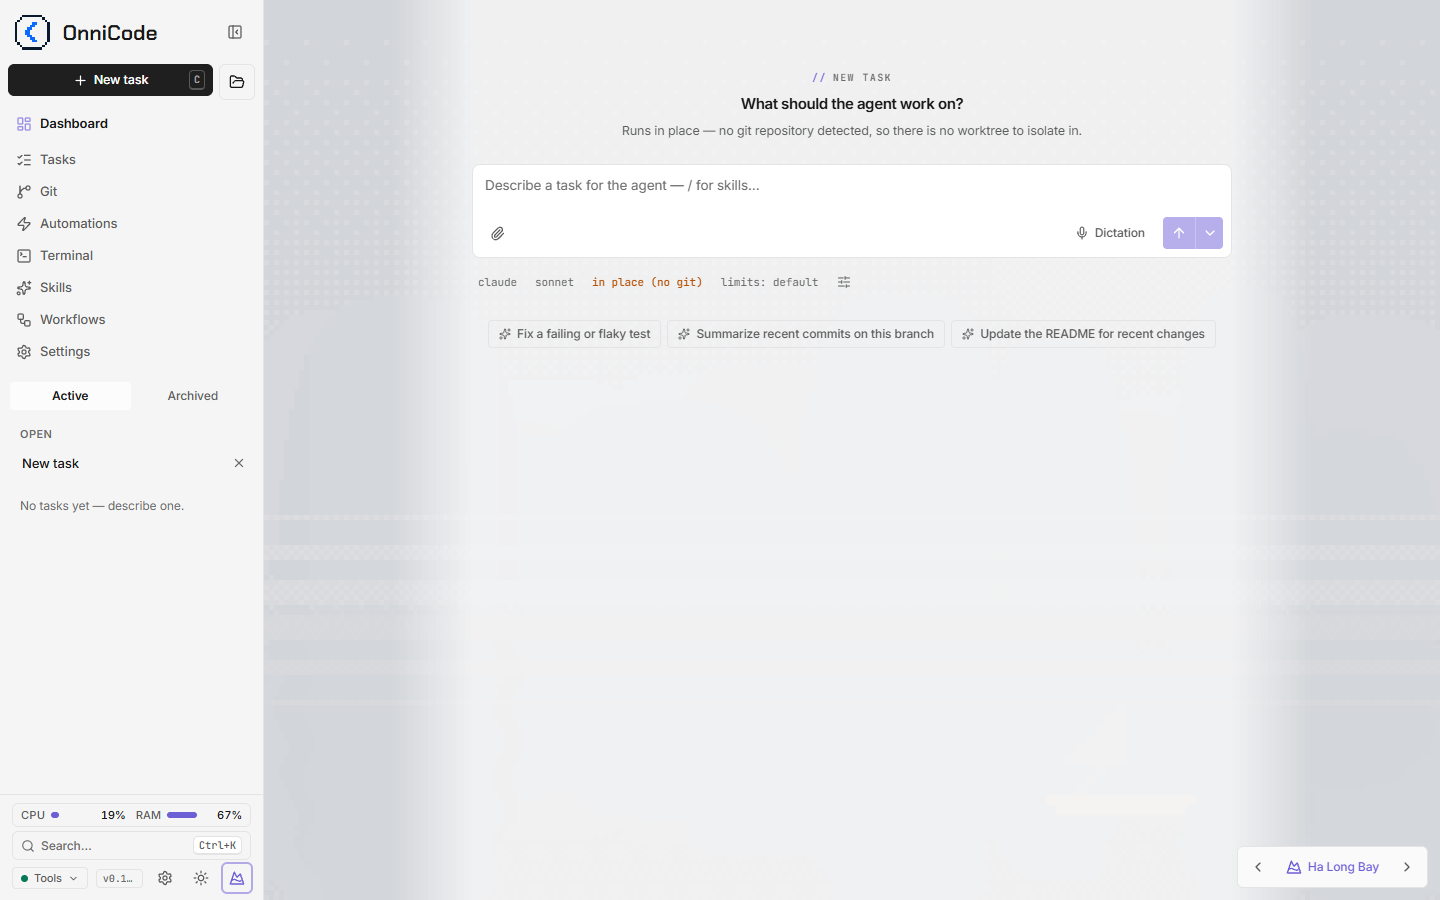 OnniCode
New task
C
Dashboard
Tasks
Git
Automations
Terminal
Skills
Workflows
Settings
Active
Archived
OPEN
New task
No tasks yet — describe one.
CPU 19% RAM 67%
Search... Ctrl+K
Tools v0.1...
// NEW TASK
What should the agent work on?
Runs in place — no git repository detected, so there is no worktree to isolate in.
Describe a task for the agent — / for skills...
Dictation
claude sonnet in place (no git) limits: default
Fix a failing or flaky test
Summarize recent commits on this branch
Update the README for recent changes
Ha Long Bay